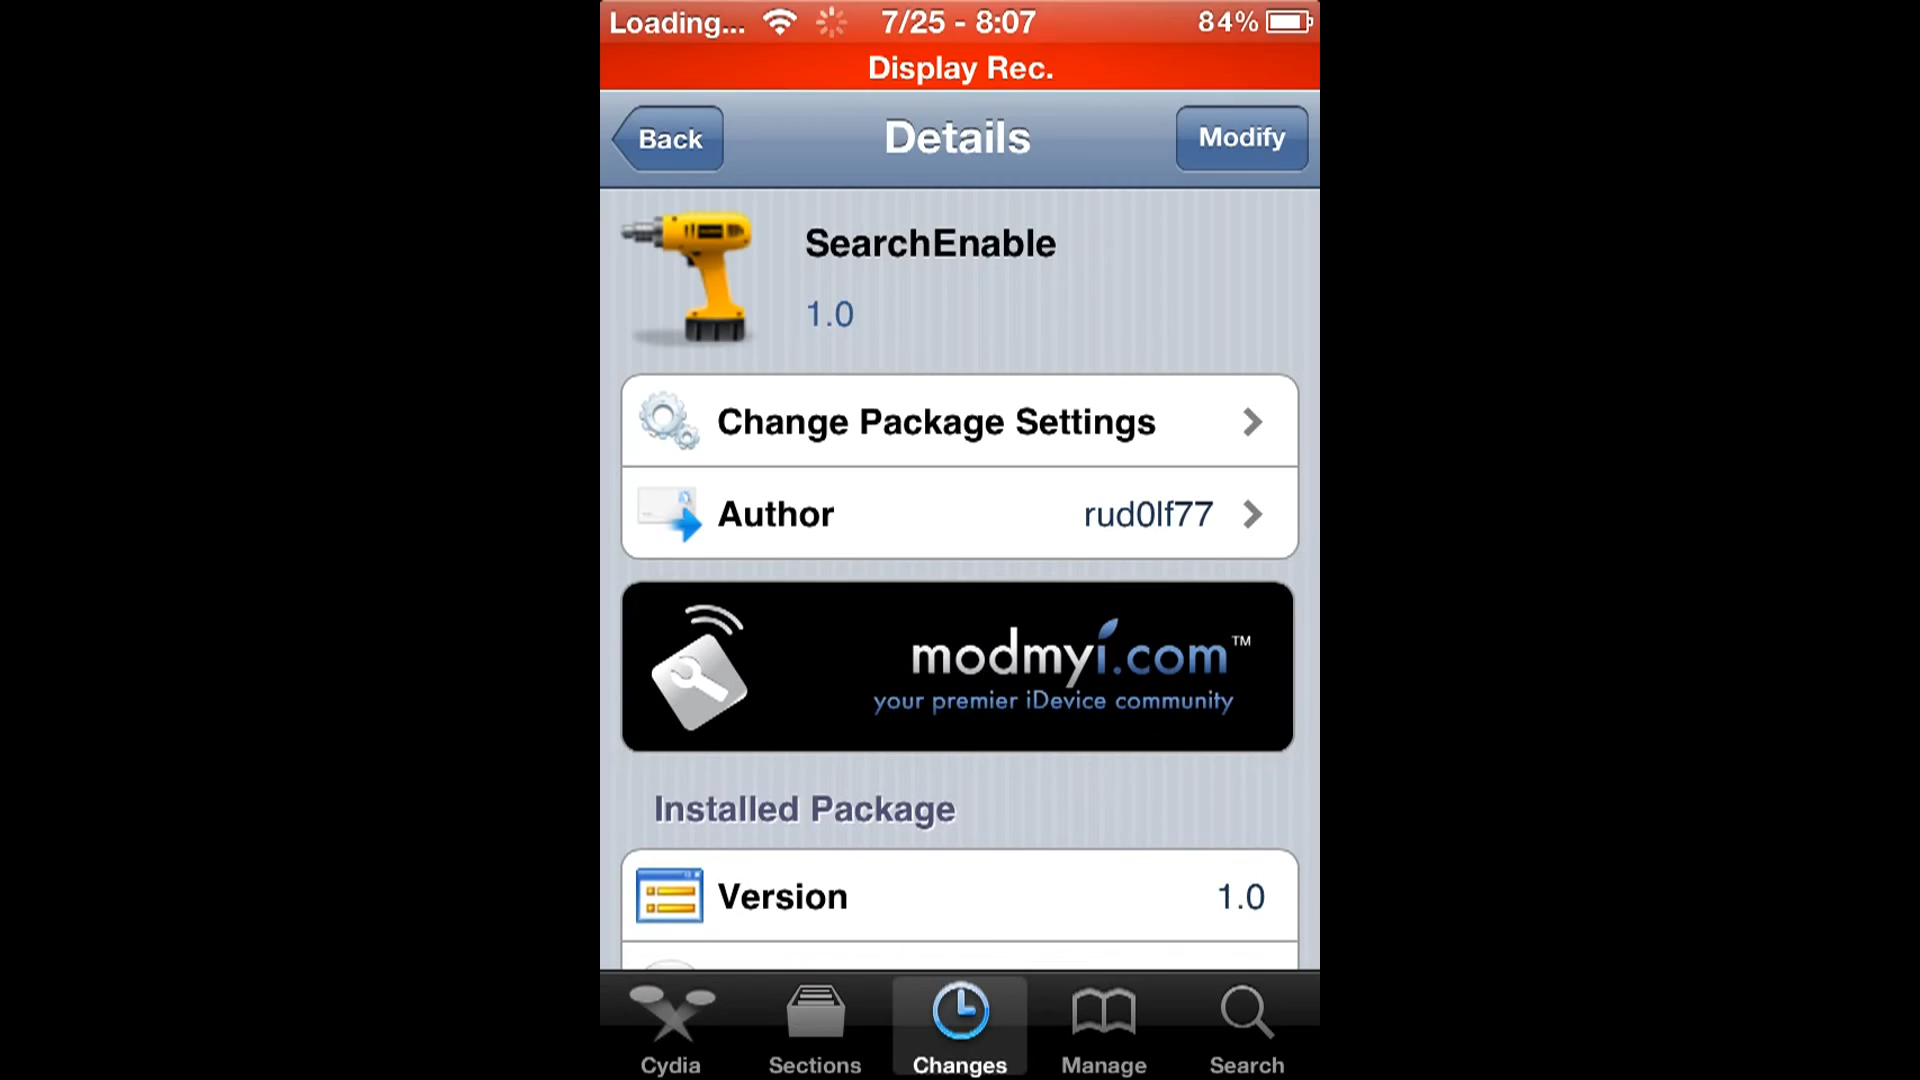 Loading... 7/25 - 8:07 84%
Display Rec.
Back Details Modify
SearchEnable
1.0
Change Package Settings
Author rud0lf77
modmyi.com™
your premier iDevice community
Installed Package
Version 1.0
Cydia Sections Changes Manage Search